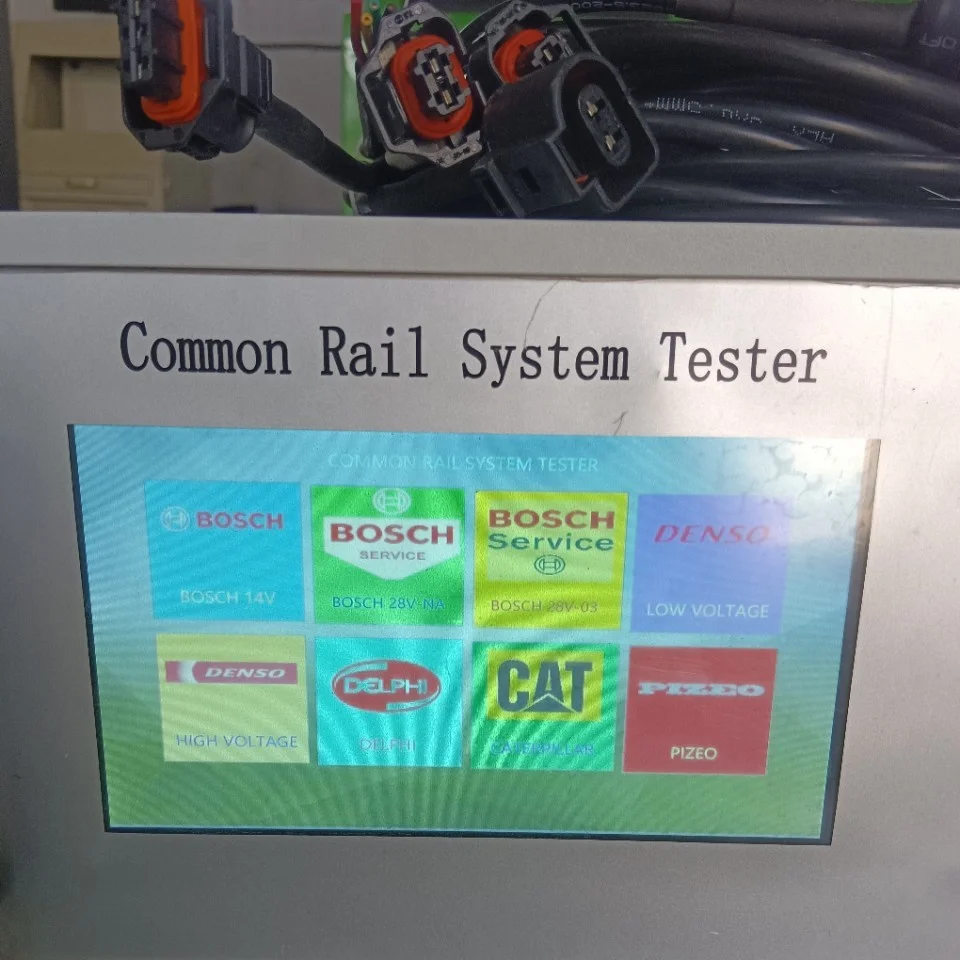 Common Rail System Tester
COMMON RAIL SYSTEM TESTER
BOSCH
BOSCH 14V
BOSCH
SERVICE
BOSCH 28V-NA
BOSCH
Service
BOSCH 28V-03
DENSO
LOW VOLTAGE
DENSO
HIGH VOLTAGE
DELPHI
DELPHI
CAT
CATERPILLAR
PIZEO
PIZEO